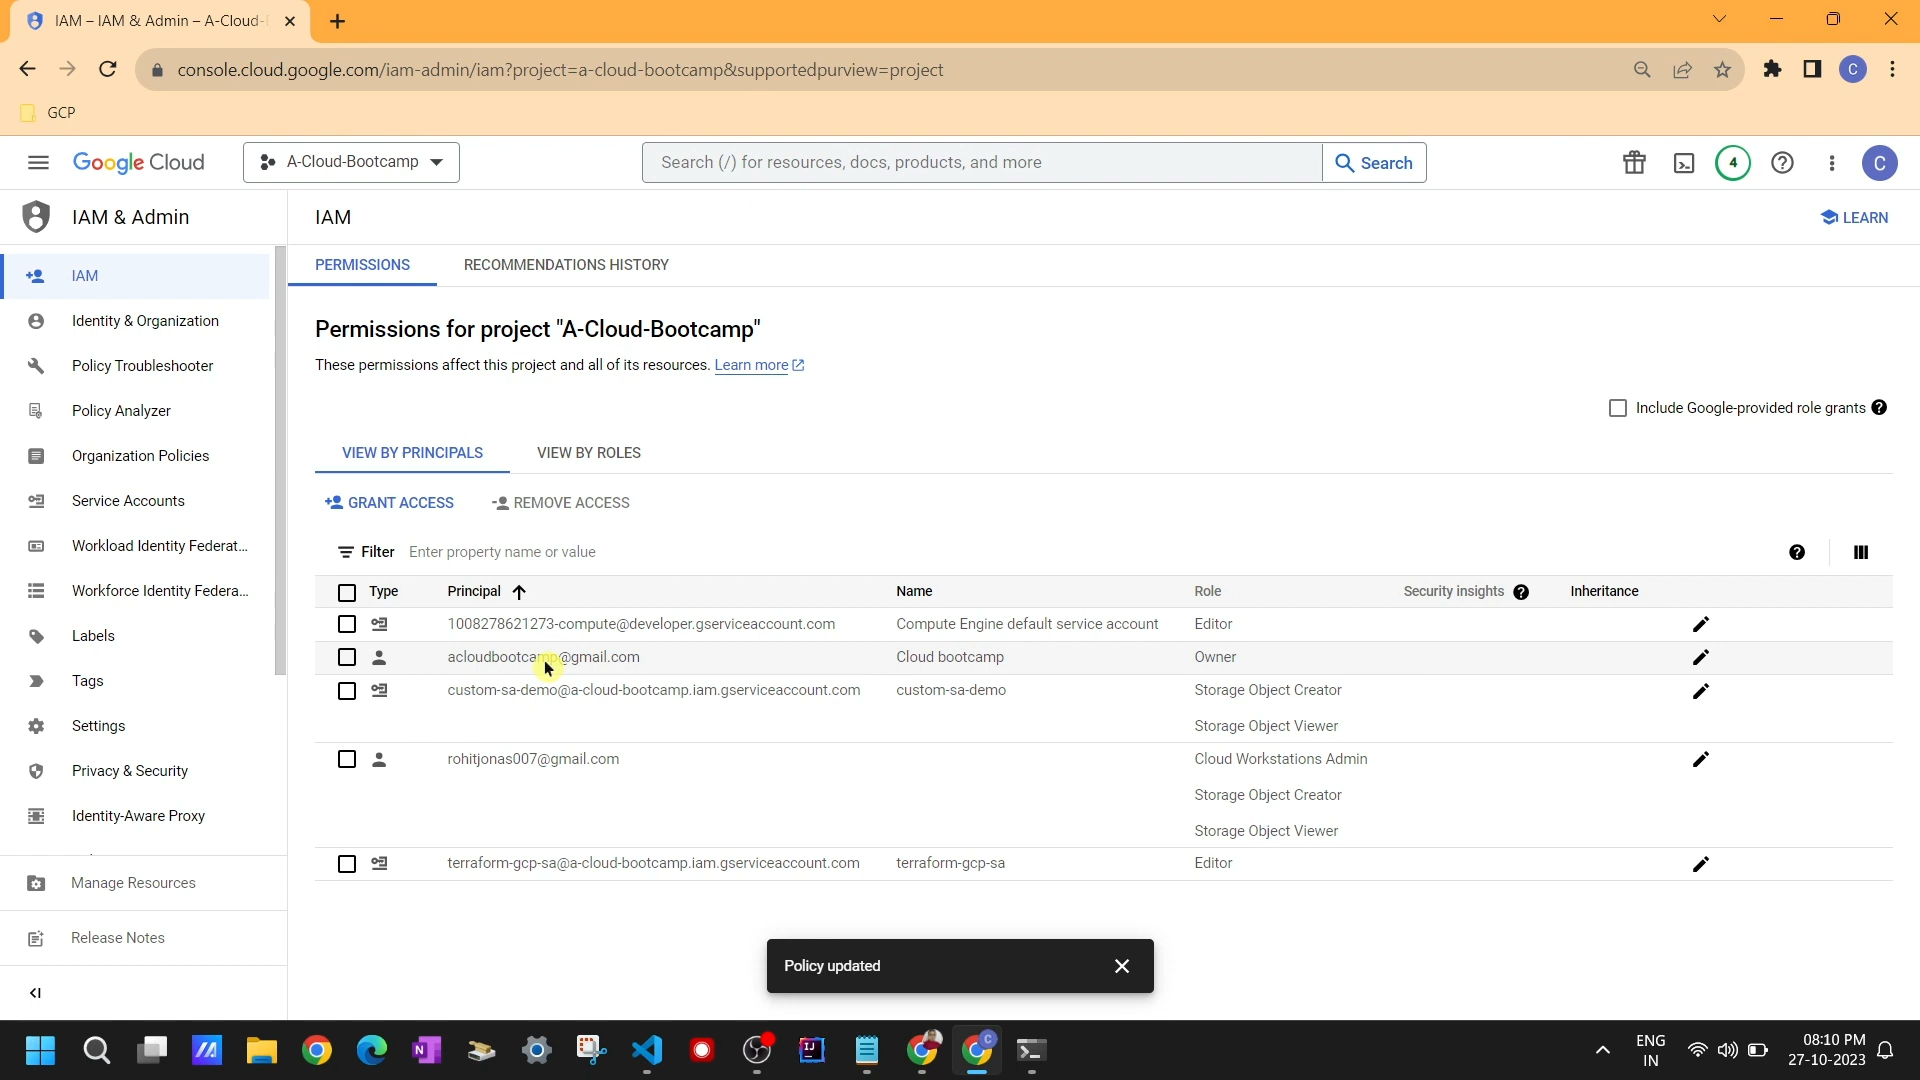 IAM – IAM & Admin – A-Cloud-
console.cloud.google.com/iam-admin/iam?project=a-cloud-bootcamp&supportedpurview=project
C
GCP
Google Cloud
A-Cloud-Bootcamp
Search (/) for resources, docs, products, and more
Search
4
C
IAM & Admin
IAM
LEARN
IAM
Identity & Organization
Policy Troubleshooter
Policy Analyzer
Organization Policies
Service Accounts
Workload Identity Federat...
Workforce Identity Federa...
Labels
Tags
Settings
Privacy & Security
Identity-Aware Proxy
Manage Resources
Release Notes
PERMISSIONS
RECOMMENDATIONS HISTORY
Permissions for project "A-Cloud-Bootcamp"
These permissions affect this project and all of its resources. Learn more
Include Google-provided role grants
VIEW BY PRINCIPALS
VIEW BY ROLES
GRANT ACCESS
REMOVE ACCESS
Filter Enter property name or value
Type Principal Name Role Security insights Inheritance
1008278621273-compute@developer.gserviceaccount.com Compute Engine default service account Editor
acloudbootcamp@gmail.com Cloud bootcamp Owner
custom-sa-demo@a-cloud-bootcamp.iam.gserviceaccount.com custom-sa-demo Storage Object Creator
Storage Object Viewer
rohitjonas007@gmail.com Cloud Workstations Admin
Storage Object Creator
Storage Object Viewer
terraform-gcp-sa@a-cloud-bootcamp.iam.gserviceaccount.com terraform-gcp-sa Editor
Policy updated
ENG
IN
08:10 PM
27-10-2023